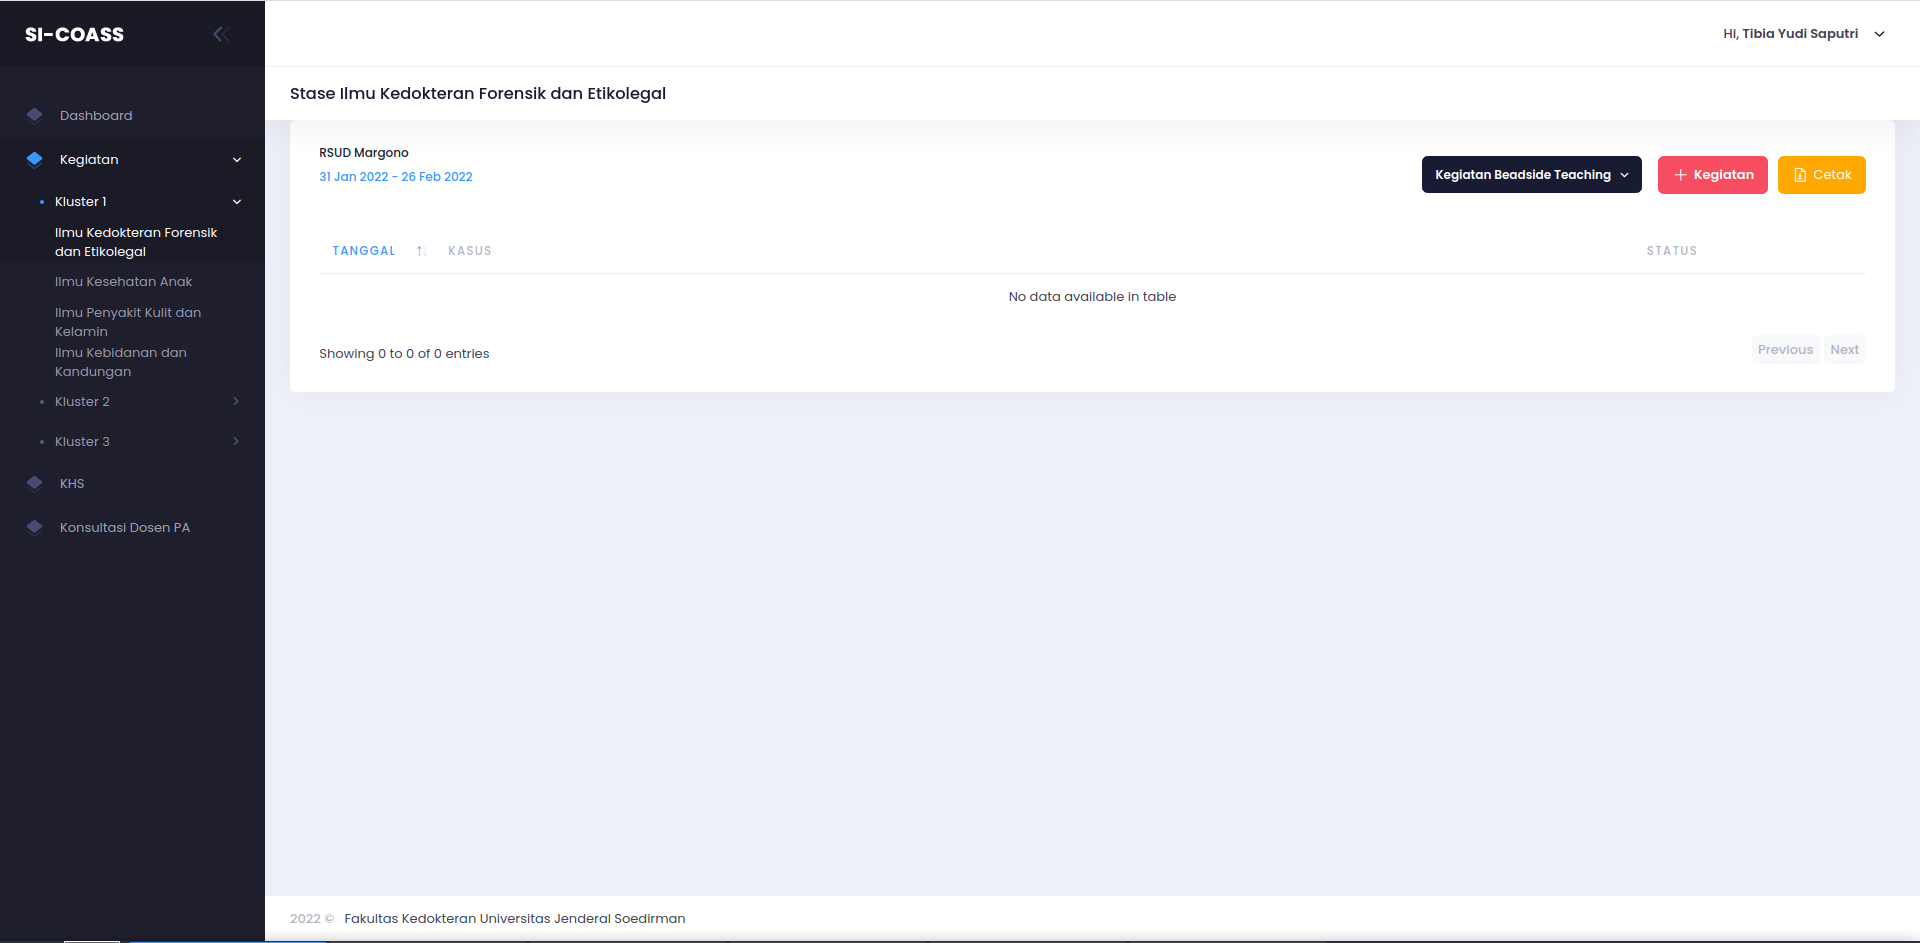 SI-COASS
Hi, Tibia Yudi Saputri
Stase Ilmu Kedokteran Forensik dan Etikolegal
Dashboard
Kegiatan
Kluster 1
Ilmu Kedokteran Forensik
dan Etikolegal
Ilmu Kesehatan Anak
Ilmu Penyakit Kulit dan
Kelamin
Ilmu Kebidanan dan
Kandungan
Kluster 2
Kluster 3
KHS
Konsultasi Dosen PA
RSUD Margono
31 Jan 2022 - 26 Feb 2022
Kegiatan Beadside Teaching
Kegiatan
Cetak
TANGGAL KASUS STATUS
No data available in table
Showing 0 to 0 of 0 entries
Previous Next
2022 © Fakultas Kedokteran Universitas Jenderal Soedirman